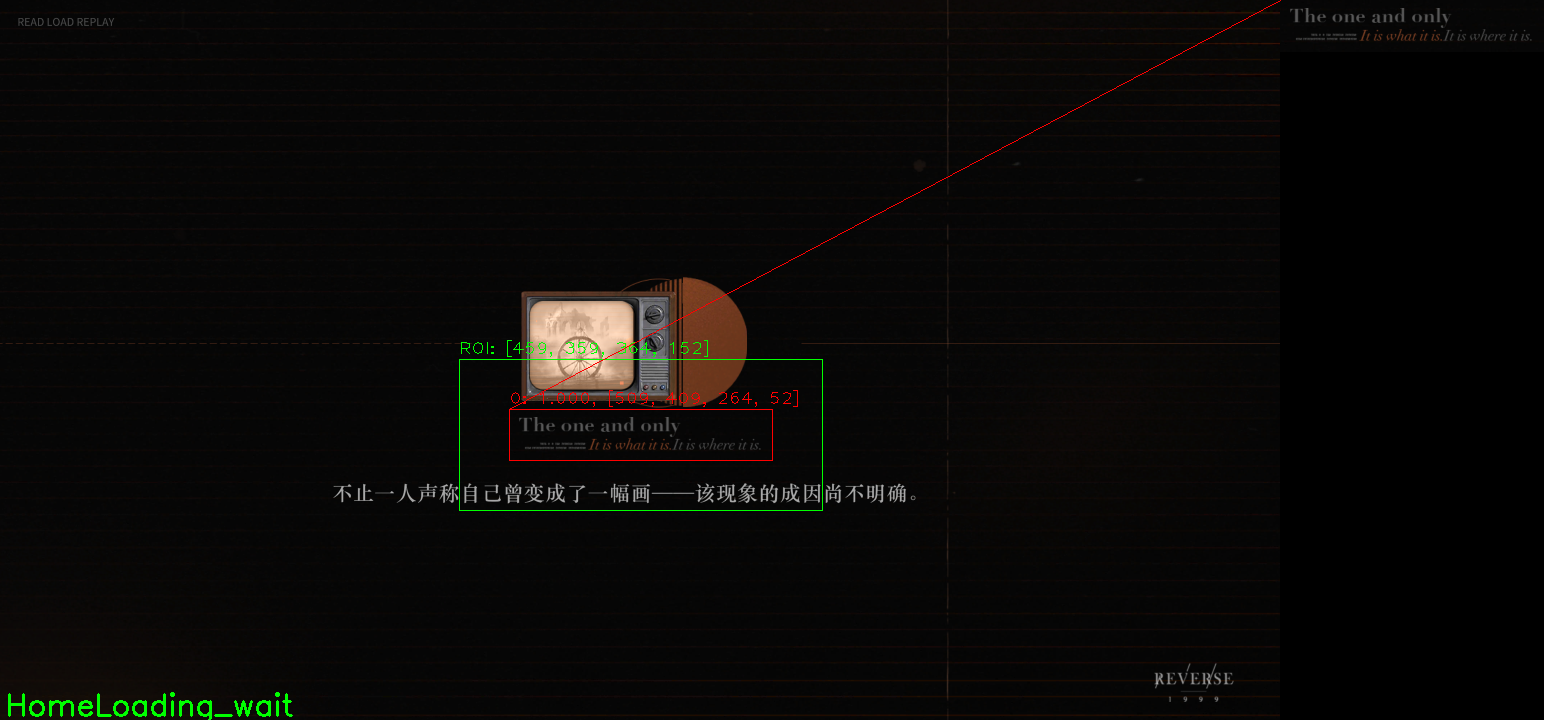 READ LOAD REPLAY
The one and only
It is what it is.It is where it is.
ROI: [459, 359, 264, 152]
264, 52]
The one and only
It is what it is.It is where it is.
不止一人声称自己曾变成了一幅画——该现象的成因尚不明确。
REVERSE
1999
HomeLoading_wait